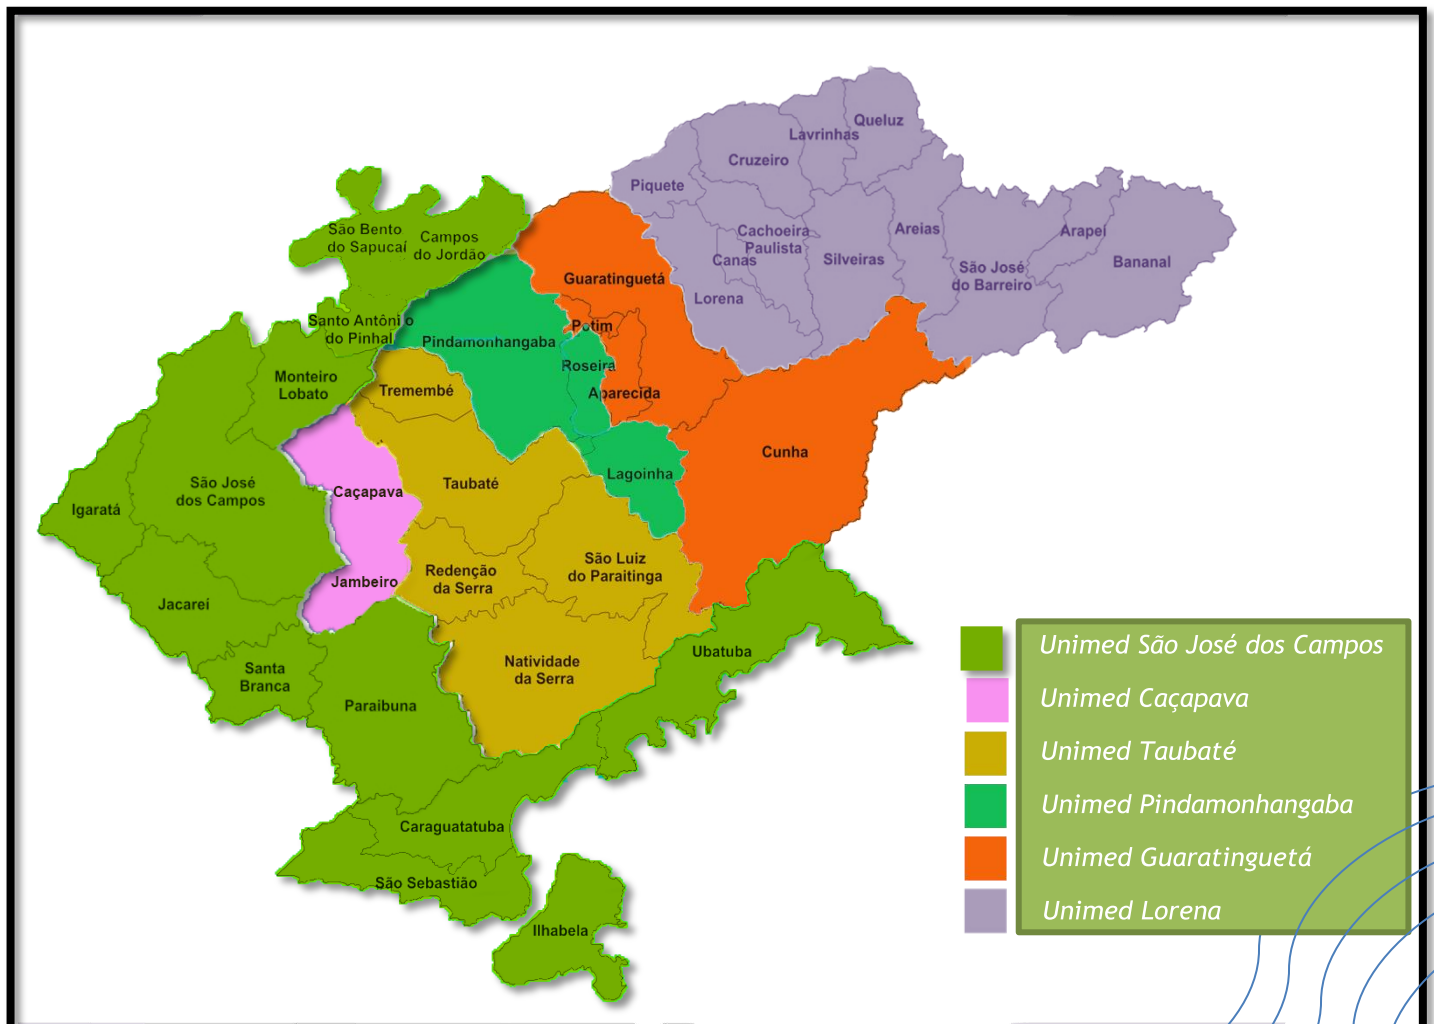 Queluz
Lavrinhas
Cruzeiro
Piquete
Cachoeira
Paulista
Canas
Silveiras
Areias
Arapeí
Bananal
São José
do Barreiro
Lorena
São Bento
do Sapucaí
Campos
do Jordão
Guaratinguetá
Santo Antônio
do Pinhal
Potim
Pindamonhangaba
Roseira
Aparecida
Monteiro
Lobato
Tremembé
Cunha
Lagoinha
Taubaté
Caçapava
São José
dos Campos
Igaratá
São Luiz
do Paraitinga
Redenção
da Serra
Jambeiro
Jacareí
Ubatuba
Natividade
da Serra
Santa
Branca
Paraibuna
Caraguatatuba
São Sebastião
Ilhabela
Unimed São José dos Campos
Unimed Caçapava
Unimed Taubaté
Unimed Pindamonhangaba
Unimed Guaratinguetá
Unimed Lorena